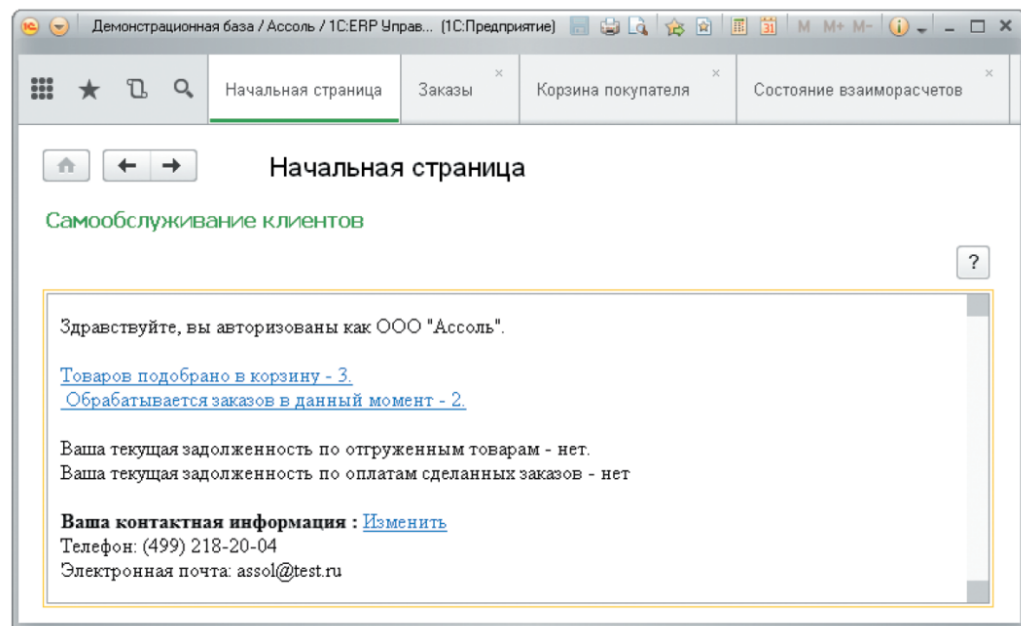 Демонстрационная база / Ассоль / 1С:ERP Управ... (1С:Предприятие) 31 M M+ M-
Начальная страница Заказы Корзина покупателя Состояние взаиморасчетов
Начальная страница
Самообслуживание клиентов
?
Здравствуйте, вы авторизованы как ООО "Ассоль".
Товаров подобрано в корзину - 3.
Обрабатывается заказов в данный момент - 2.
Ваша текущая задолженность по отгруженным товарам - нет.
Ваша текущая задолженность по оплатам сделанных заказов - нет
Ваша контактная информация : Изменить
Телефон: (499) 218-20-04
Электронная почта: assol@test.ru